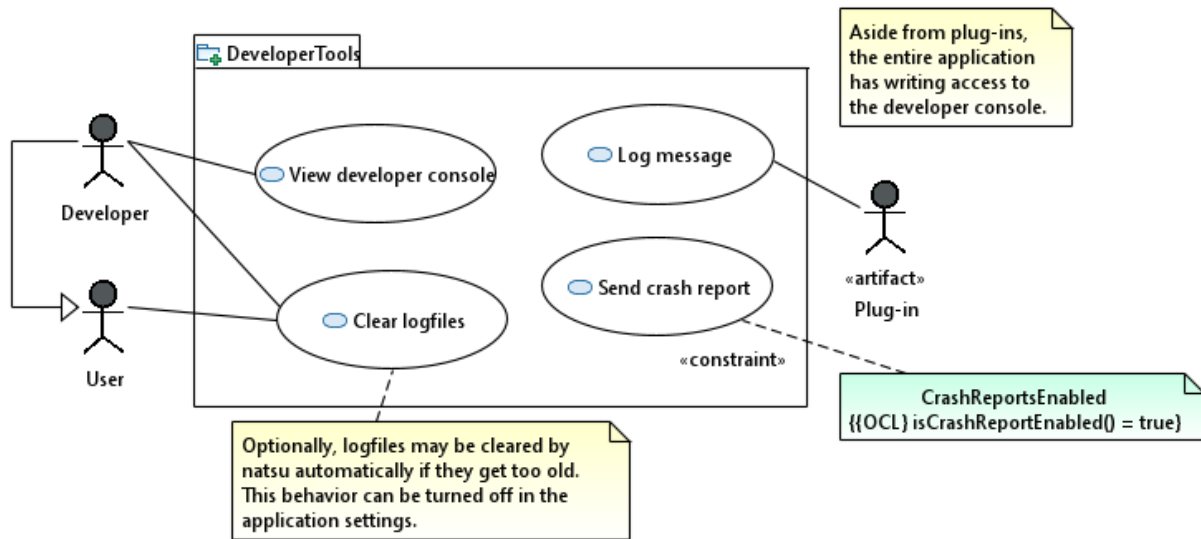 DeveloperTools
Aside from plug-ins,
the entire application
has writing access to
the developer console.
View developer console
Log message
Developer
«artifact»
Plug-in
Send crash report
Clear logfiles
User
«constraint»
CrashReportsEnabled
{{OCL} isCrashReportEnabled() = true}
Optionally, logfiles may be cleared by
natsu automatically if they get too old.
This behavior can be turned off in the
application settings.